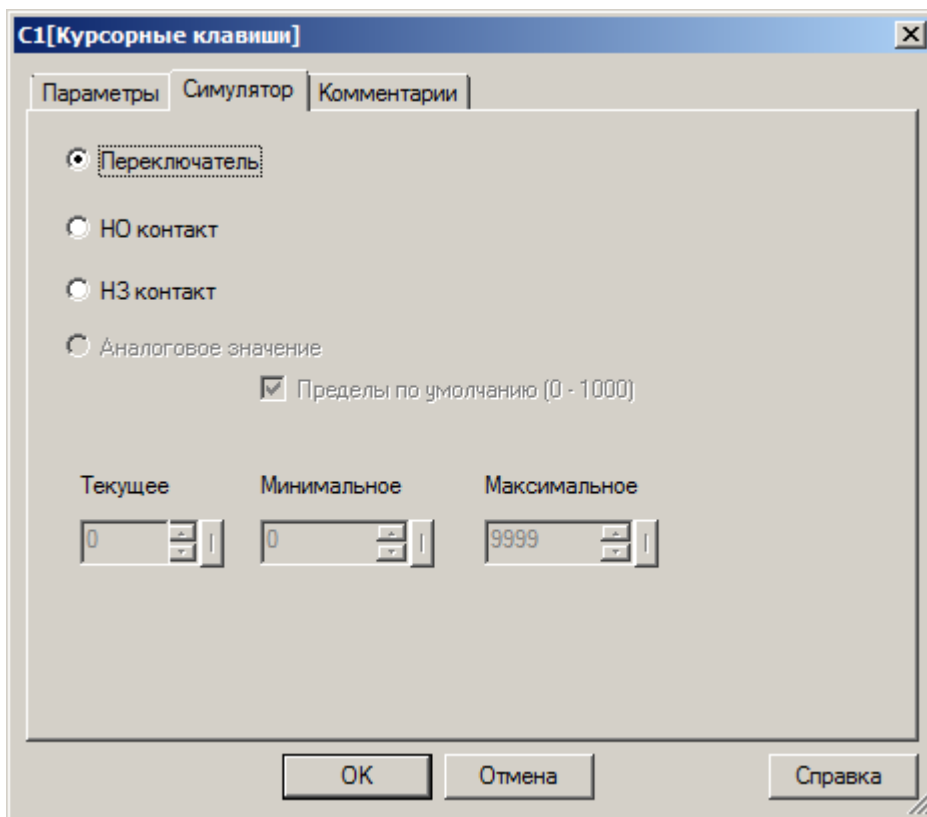 C1[Курсорные клавиши]
Параметры Симулятор Комментарии
Переключатель
НО контакт
НЗ контакт
Аналоговое значение
Пределы по умолчанию (0 - 1000)
Текущее Минимальное Максимальное
0 0 9999
OK Отмена Справка